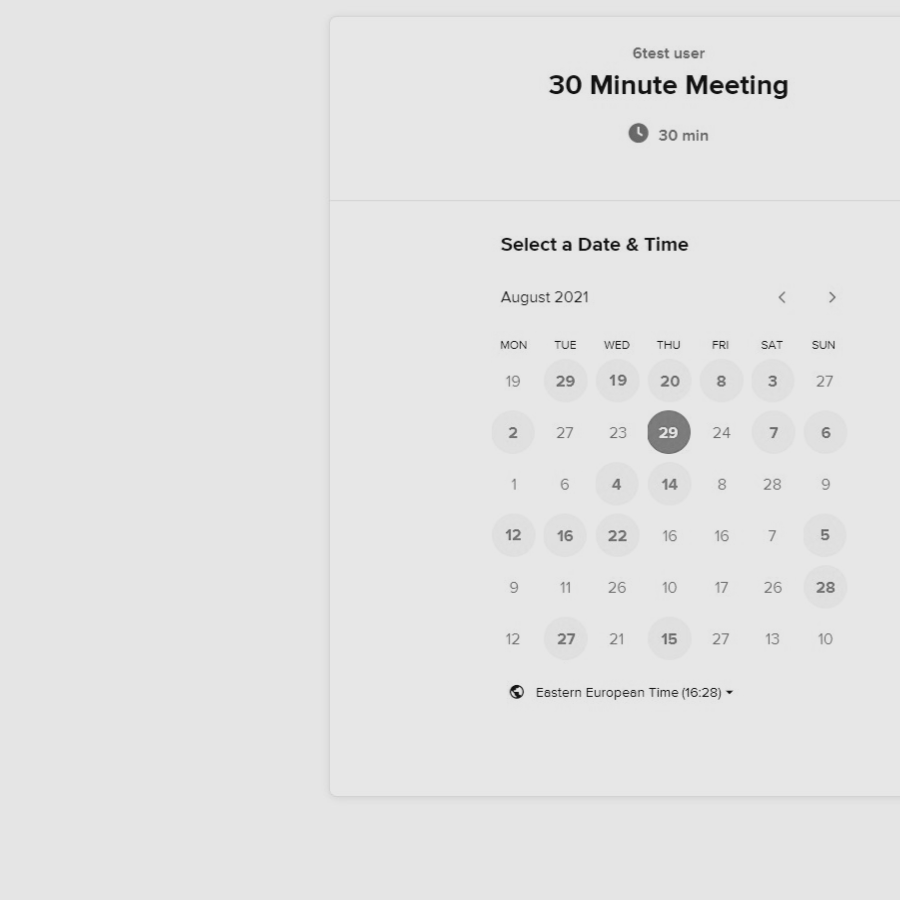 6test user
30 Minute Meeting
30 min
Select a Date & Time
August 2021
MON TUE WED THU FRI SAT SUN
19 29 19 20 8 3 27
2 27 23 29 24 7 6
1 6 4 14 8 28 9
12 16 22 16 16 7 5
9 11 26 10 17 26 28
12 27 21 15 27 13 10
Eastern European Time (16:28)